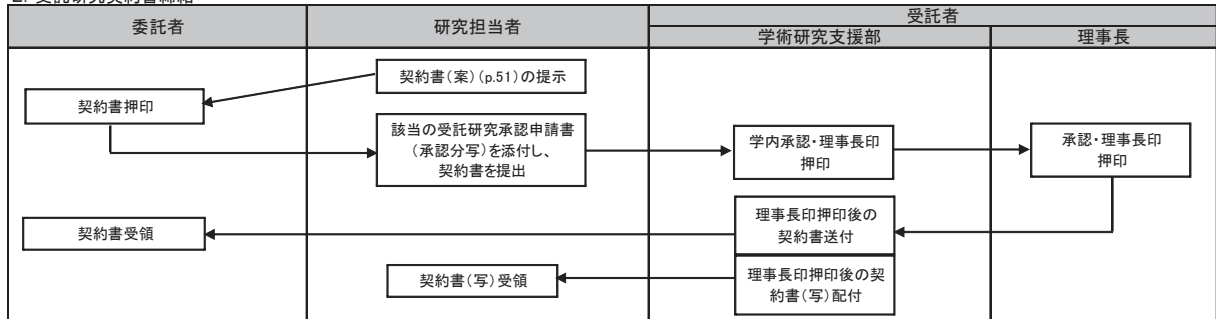 2. 受託研究契約書締結
委託者
研究担当者
受託者
学術研究支援部
理事長
契約書(案)(p.51)の提示
契約書押印
該当の受託研究承認申請書
(承認分写)を添付し、
契約書を提出
学内承認・理事長印
押印
承認・理事長印
押印
契約書受領
理事長印押印後の
契約書送付
契約書(写)受領
理事長印押印後の契
約書(写)配付